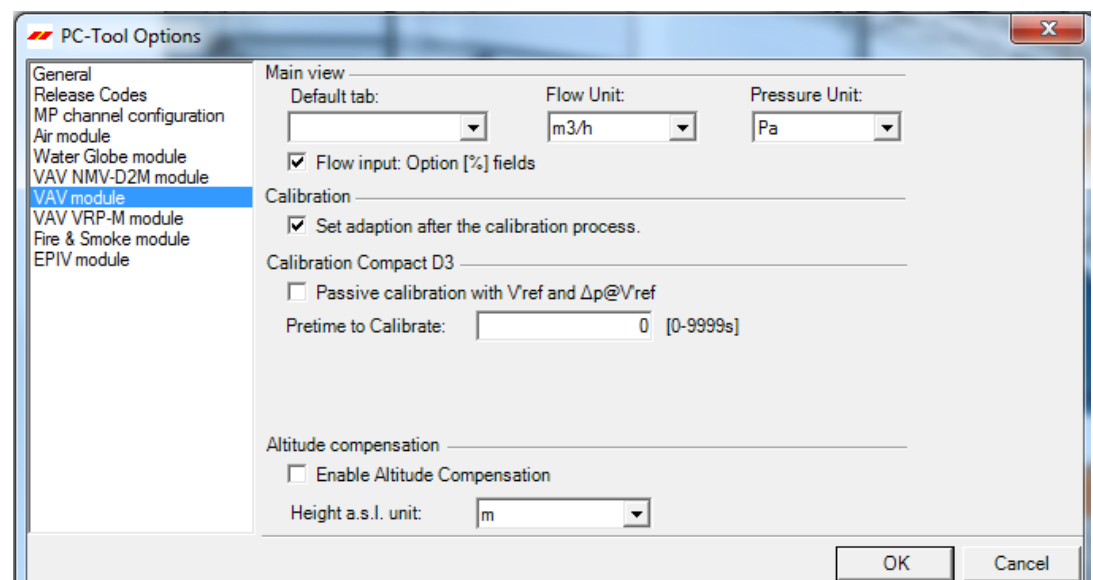 PC-Tool Options
General
Release Codes
MP channel configuration
Air module
Water Globe module
VAV NMV-D2M module
VAV module
VAV VRP-M module
Fire & Smoke module
EPIV module
Main view
Default tab: Flow Unit: Pressure Unit:
m3/h Pa
Flow input: Option [%] fields
Calibration
Set adaption after the calibration process.
Calibration Compact D3
Passive calibration with V'ref and Δp@V'ref
Pretime to Calibrate: 0 [0-9999s]
Altitude compensation
Enable Altitude Compensation
Height a.s.l. unit: m
OK Cancel